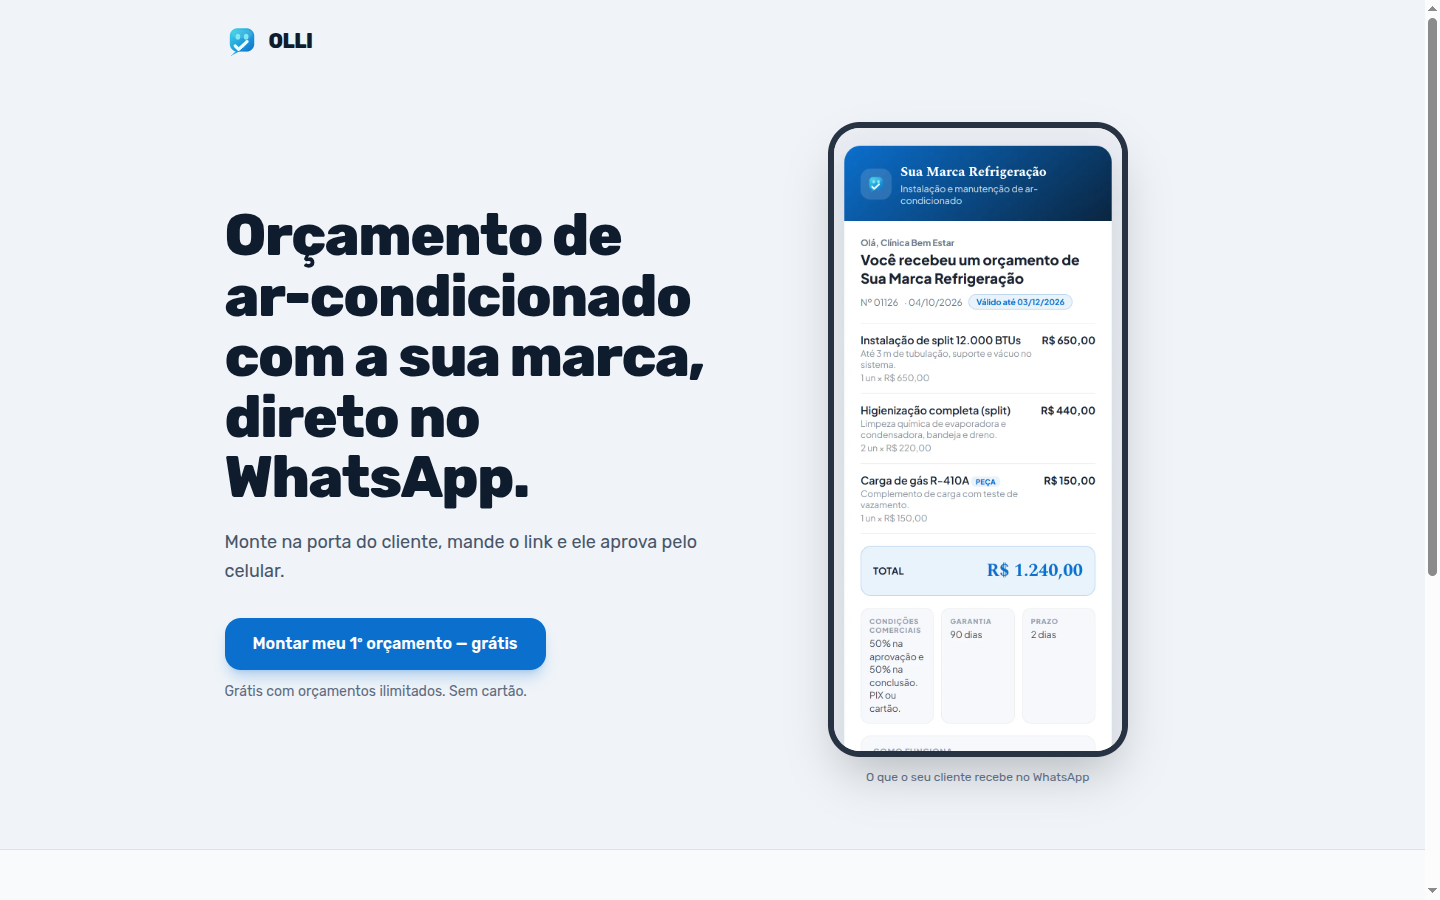 OLLI
Orçamento de
ar-condicionado
com a sua marca,
direto no
WhatsApp.
Monte na porta do cliente, mande o link e ele aprova pelo
celular.
Montar meu 1º orçamento — grátis
Grátis com orçamentos ilimitados. Sem cartão.
Sua Marca Refrigeração
Instalação e manutenção de ar-
condicionado
Olá, Clínica Bem Estar
Você recebeu um orçamento de
Sua Marca Refrigeração
Nº 01126 · 04/10/2026 Válido até 03/12/2026
Instalação de split 12.000 BTUs R$ 650,00
Até 3 m de tubulação, suporte e vácuo no
sistema.
1 un × R$ 650,00
Higienização completa (split) R$ 440,00
Limpeza química de evaporadora e
condensadora, bandeja e dreno.
2 un × R$ 220,00
Carga de gás R-410A PEÇA R$ 150,00
Complemento de carga com teste de
vazamento.
1 un × R$ 150,00
TOTAL R$ 1.240,00
CONDIÇÕES
COMERCIAIS
50% na
aprovação e
50% na
conclusão.
PIX ou
cartão.
GARANTIA
90 dias
PRAZO
2 dias
COMO FUNCIONA
O que o seu cliente recebe no WhatsApp